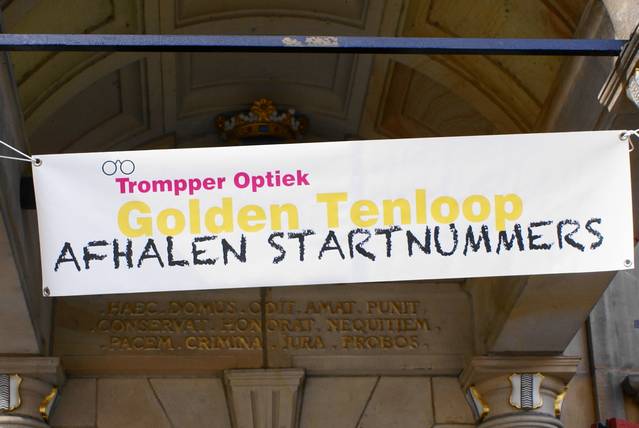 Trompper Optiek
Golden Tenloop
AFHALEN STARTNUMMERS
HAEC . DOMUS . ODIT . AMAT . PUNIT .
CONSERVAT . HONORAT . NEQUITIEM .
PACEM . CRIMINA . JURA . PROBOS .